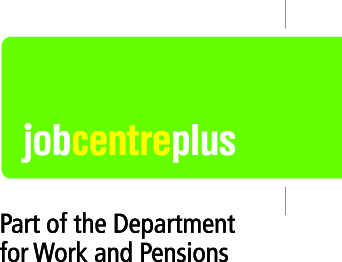 jobcentreplus
Part of the Department
for Work and Pensions